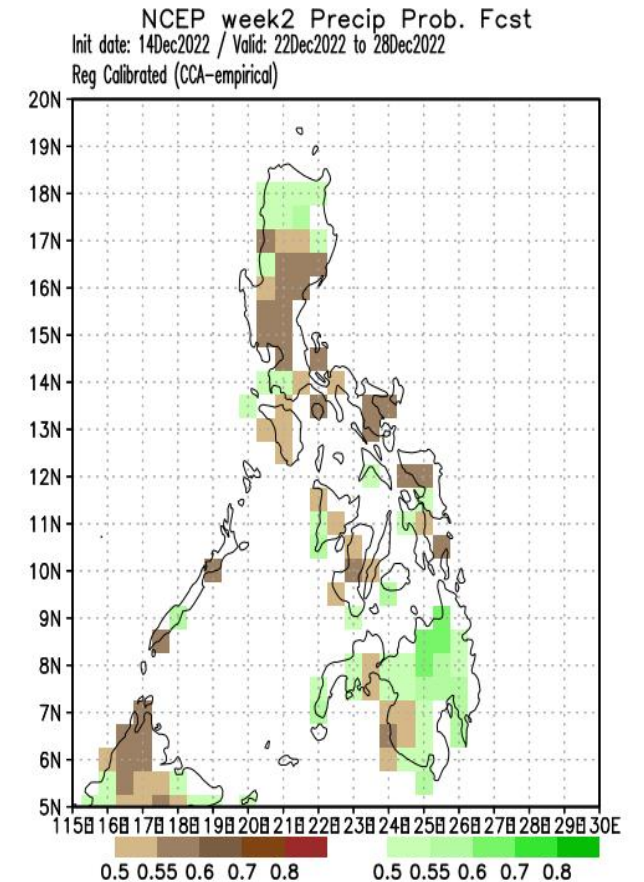 NCEP week2 Precip Prob. Fcst
Init date: 14Dec2022 / Valid: 22Dec2022 to 28Dec2022
Reg Calibrated (CCA-empirical)
20N
19N
18N
17N
16N
15N
14N
13N
12N
11N
10N
9N
8N
7N
6N
5N
115E 116E 117E 118E 119E 120E 121E 122E 123E 124E 125E 126E 127E 128E 129E 130E
0.5 0.55 0.6 0.7 0.8 0.5 0.55 0.6 0.7 0.8